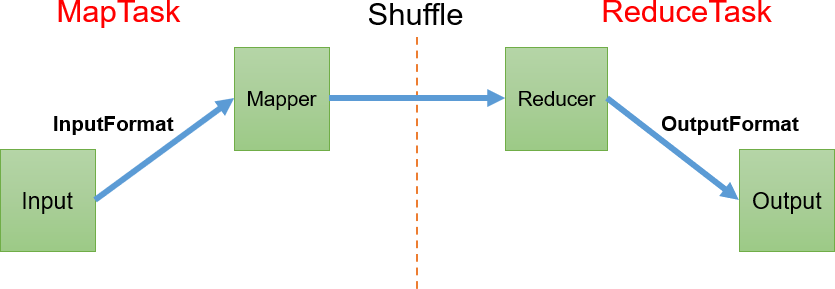 MapTask
Shuffle
ReduceTask
Mapper
Reducer
InputFormat
OutputFormat
Input
Output